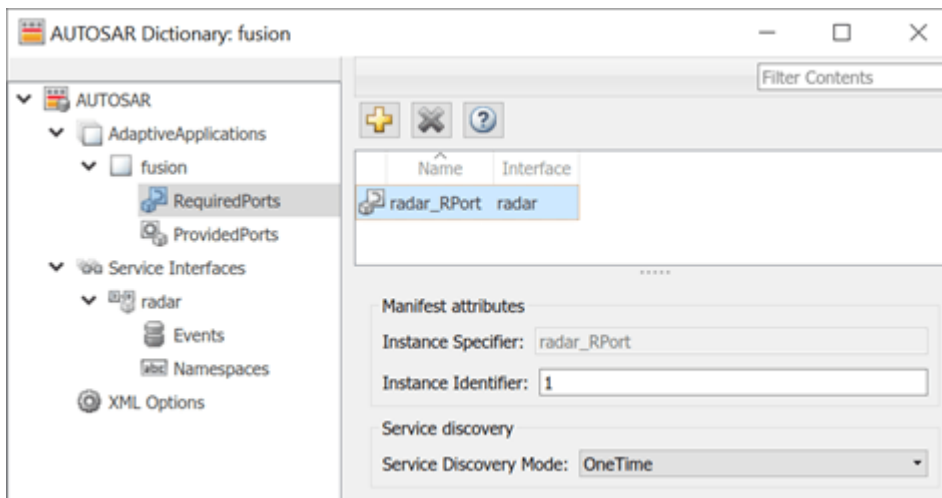 AUTOSAR Dictionary: fusion
Filter Contents
AUTOSAR
AdaptiveApplications
fusion
RequiredPorts
ProvidedPorts
Service Interfaces
radar
Events
abc Namespaces
XML Options
Name Interface
radar_RPort radar
Manifest attributes
Instance Specifier: radar_RPort
Instance Identifier: 1
Service discovery
Service Discovery Mode: OneTime